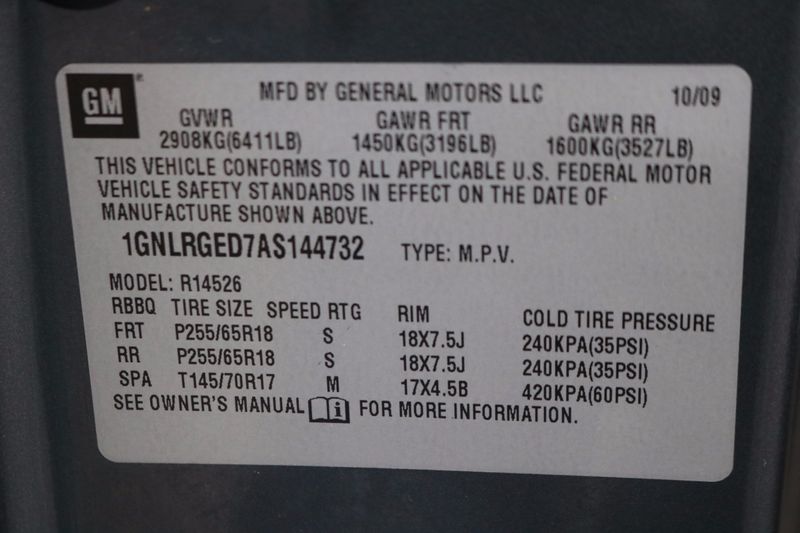 GM MFD BY GENERAL MOTORS LLC 10/09
GVWR GAWR FRT GAWR RR
2908KG(6411LB) 1450KG(3196LB) 1600KG(3527LB)
THIS VEHICLE CONFORMS TO ALL APPLICABLE U.S. FEDERAL MOTOR
VEHICLE SAFETY STANDARDS IN EFFECT ON THE DATE OF
MANUFACTURE SHOWN ABOVE.
1GNLRGED7AS144732 TYPE: M.P.V.
MODEL: R14526
RBBQ TIRE SIZE SPEED RTG RIM COLD TIRE PRESSURE
FRT P255/65R18 S 18X7.5J 240KPA(35PSI)
RR P255/65R18 S 18X7.5J 240KPA(35PSI)
SPA T145/70R17 M 17X4.5B 420KPA(60PSI)
SEE OWNER'S MANUAL i FOR MORE INFORMATION.